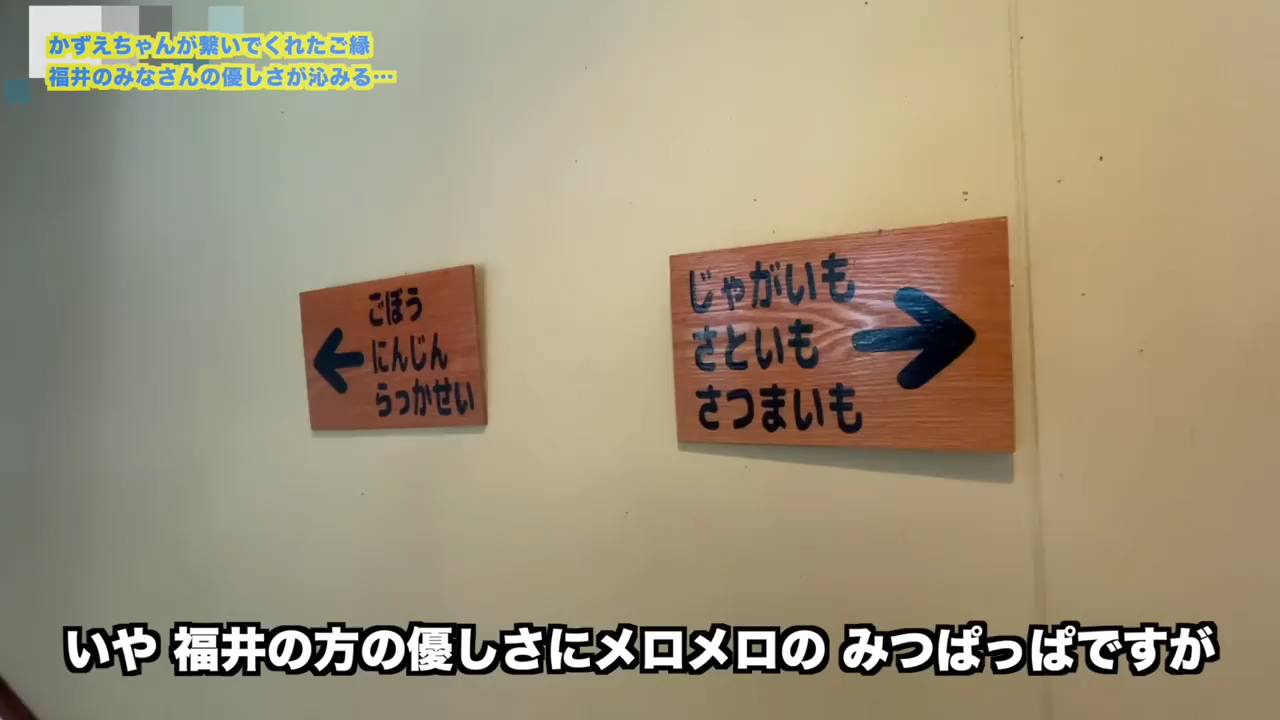 かずえちゃんが繋いでくれたご縁
福井のみなさんの優しさが沁みる…
ごぼう
にんじん
らっかせい
じゃがいも
さといも
さつまいも
いや 福井の方の優しさにメロメロの みつぱっぱですが